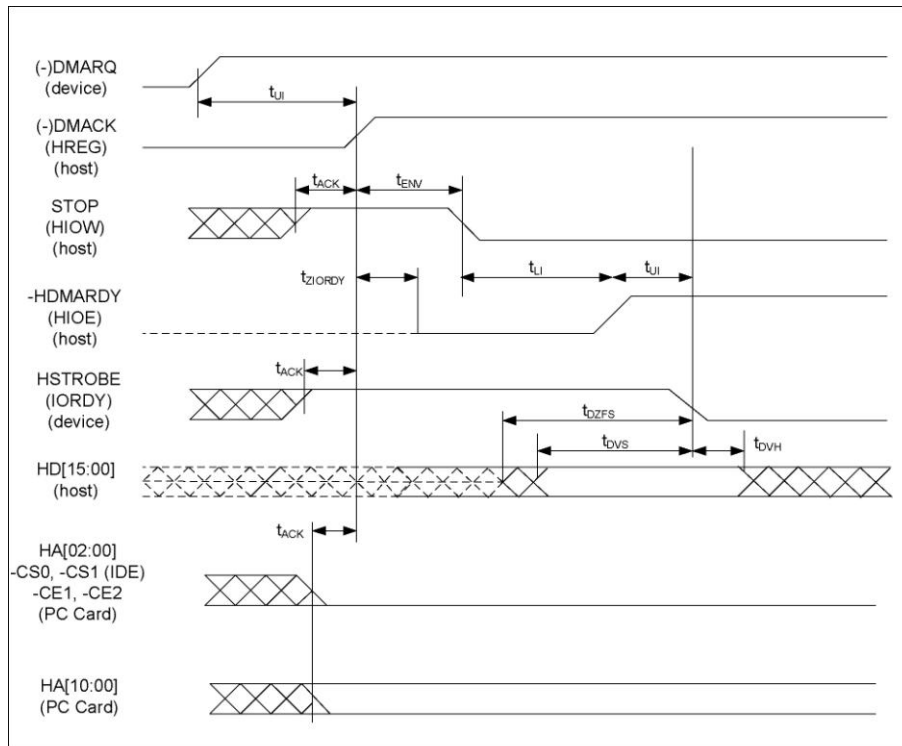 (-)DMARQ
(device)
tUI
(-)DMACK
(HREG)
(host)
tACK
tENV
STOP
(HIOW)
(host)
tZIORDY
tLI
tUI
-HDMARDY
(HIOE)
(host)
tACK
HSTROBE
(IORDY)
(device)
tDZFS
tDVS
tDVH
HD[15:00]
(host)
tACK
HA[02:00]
-CS0, -CS1 (IDE)
-CE1, -CE2
(PC Card)
HA[10:00]
(PC Card)